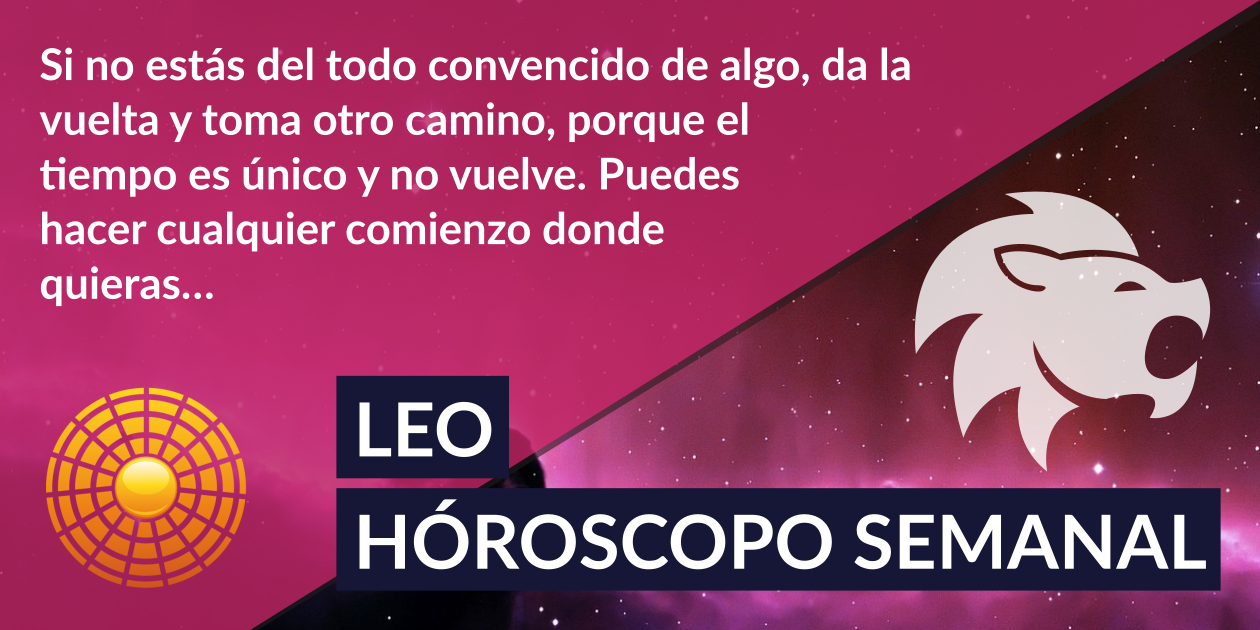 Si no estás del todo convencido de algo, da la
vuelta y toma otro camino, porque el
tiempo es único y no vuelve. Puedes
hacer cualquier comienzo donde
quieras...
LEO
HÓROSCOPO SEMANAL